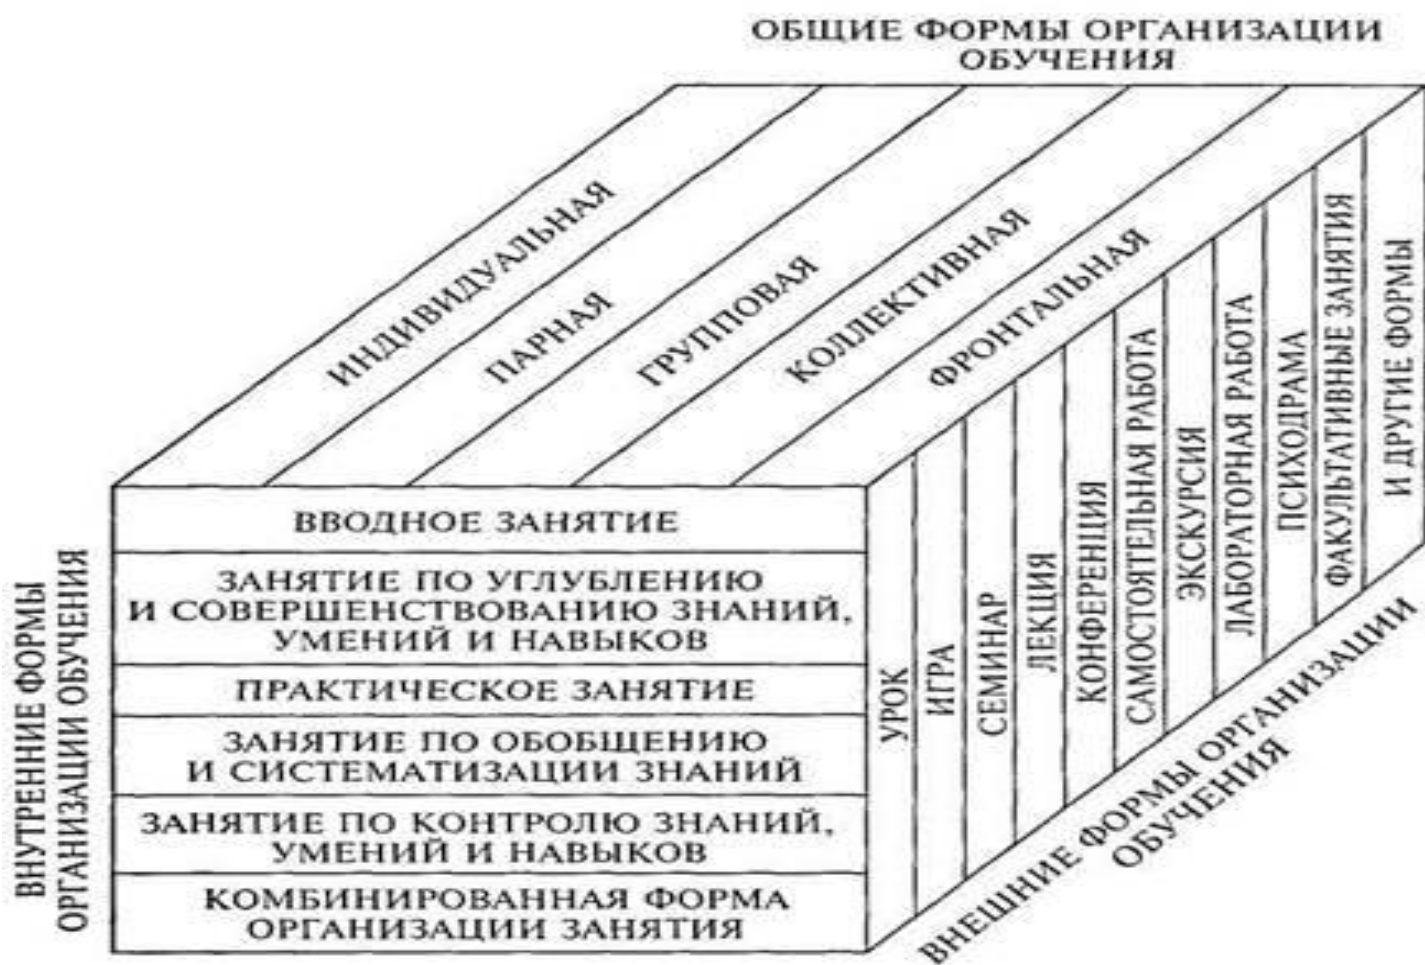 ОБЩИЕ ФОРМЫ ОРГАНИЗАЦИИ
ОБУЧЕНИЯ
ИНДИВИДУАЛЬНАЯ
ПАРНАЯ
ГРУППОВАЯ
КОЛЛЕКТИВНАЯ
ФРОНТАЛЬНАЯ
ВНУТРЕННИЕ ФОРМЫ
ОРГАНИЗАЦИИ ОБУЧЕНИЯ
ВВОДНОЕ ЗАНЯТИЕ
ЗАНЯТИЕ ПО УГЛУБЛЕНИЮ
И СОВЕРШЕНСТВОВАНИЮ ЗНАНИЙ,
УМЕНИЙ И НАВЫКОВ
ПРАКТИЧЕСКОЕ ЗАНЯТИЕ
ЗАНЯТИЕ ПО ОБОБЩЕНИЮ
И СИСТЕМАТИЗАЦИИ ЗНАНИЙ
ЗАНЯТИЕ ПО КОНТРОЛЮ ЗНАНИЙ,
УМЕНИЙ И НАВЫКОВ
КОМБИНИРОВАННАЯ ФОРМА
ОРГАНИЗАЦИИ ЗАНЯТИЯ
УРОК
ИГРА
СЕМИНАР
ЛЕКЦИЯ
КОНФЕРЕНЦИЯ
САМОСТОЯТЕЛЬНАЯ РАБОТА
ЭКСКУРСИЯ
ЛАБОРАТОРНАЯ РАБОТА
ПСИХОДРАМА
ФАКУЛЬТАТИВНЫЕ ЗАНЯТИЯ
И ДРУГИЕ ФОРМЫ
ВНЕШНИЕ ФОРМЫ ОРГАНИЗАЦИИ
ОБУЧЕНИЯ